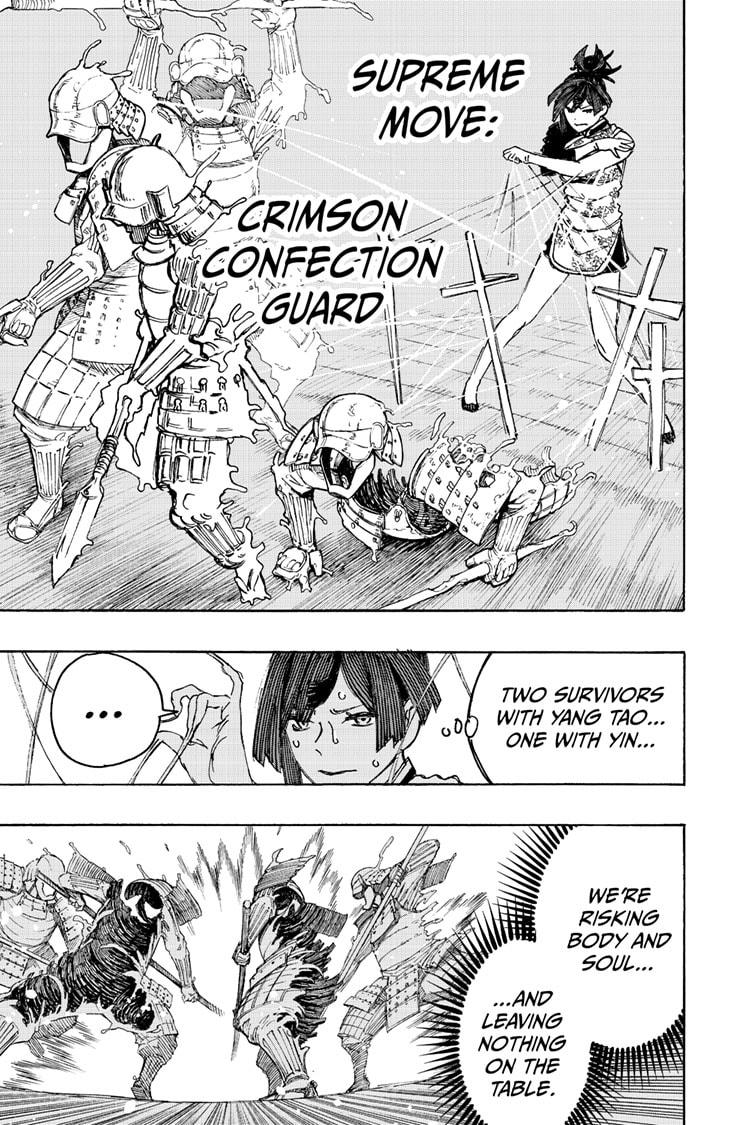 SUPREME
MOVE:
CRIMSON
CONFECTION
GUARD
TWO SURVIVORS
WITH YANG TAO...
ONE WITH YIN...
...
WE'RE
RISKING
BODY AND
SOUL...
...AND
LEAVING
NOTHING
ON THE
TABLE.